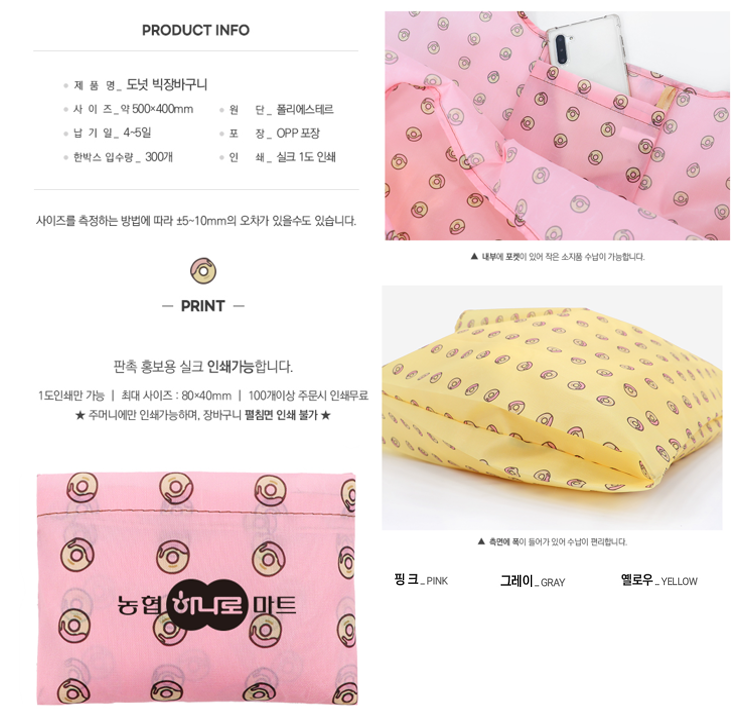 PRODUCT INFO
제 품 명_ 도넛 빅장바구니
사 이 즈_약 500×400mm
원 단_ 폴리에스테르
납 기 일_ 4~5일
포 장_ OPP 포장
한박스 입수량_ 300개
인 쇄_ 실크 1도 인쇄
사이즈를 측정하는 방법에 따라 ±5~10mm의 오차가 있을수도 있습니다.
— PRINT —
판촉 홍보용 실크 인쇄가능합니다.
1도인쇄만 가능 | 최대 사이즈 : 80×40mm | 100개이상 주문시 인쇄무료
★ 주머니에만 인쇄가능하며, 장바구니 펼침면 인쇄 불가 ★
농협 하나로 마트
▲ 내부에 포켓이 있어 작은 소지품 수납이 가능합니다.
▲ 측면에 폭이 들어가 있어 수납이 편리합니다.
핑 크_PINK
그레이_GRAY
옐로우_YELLOW